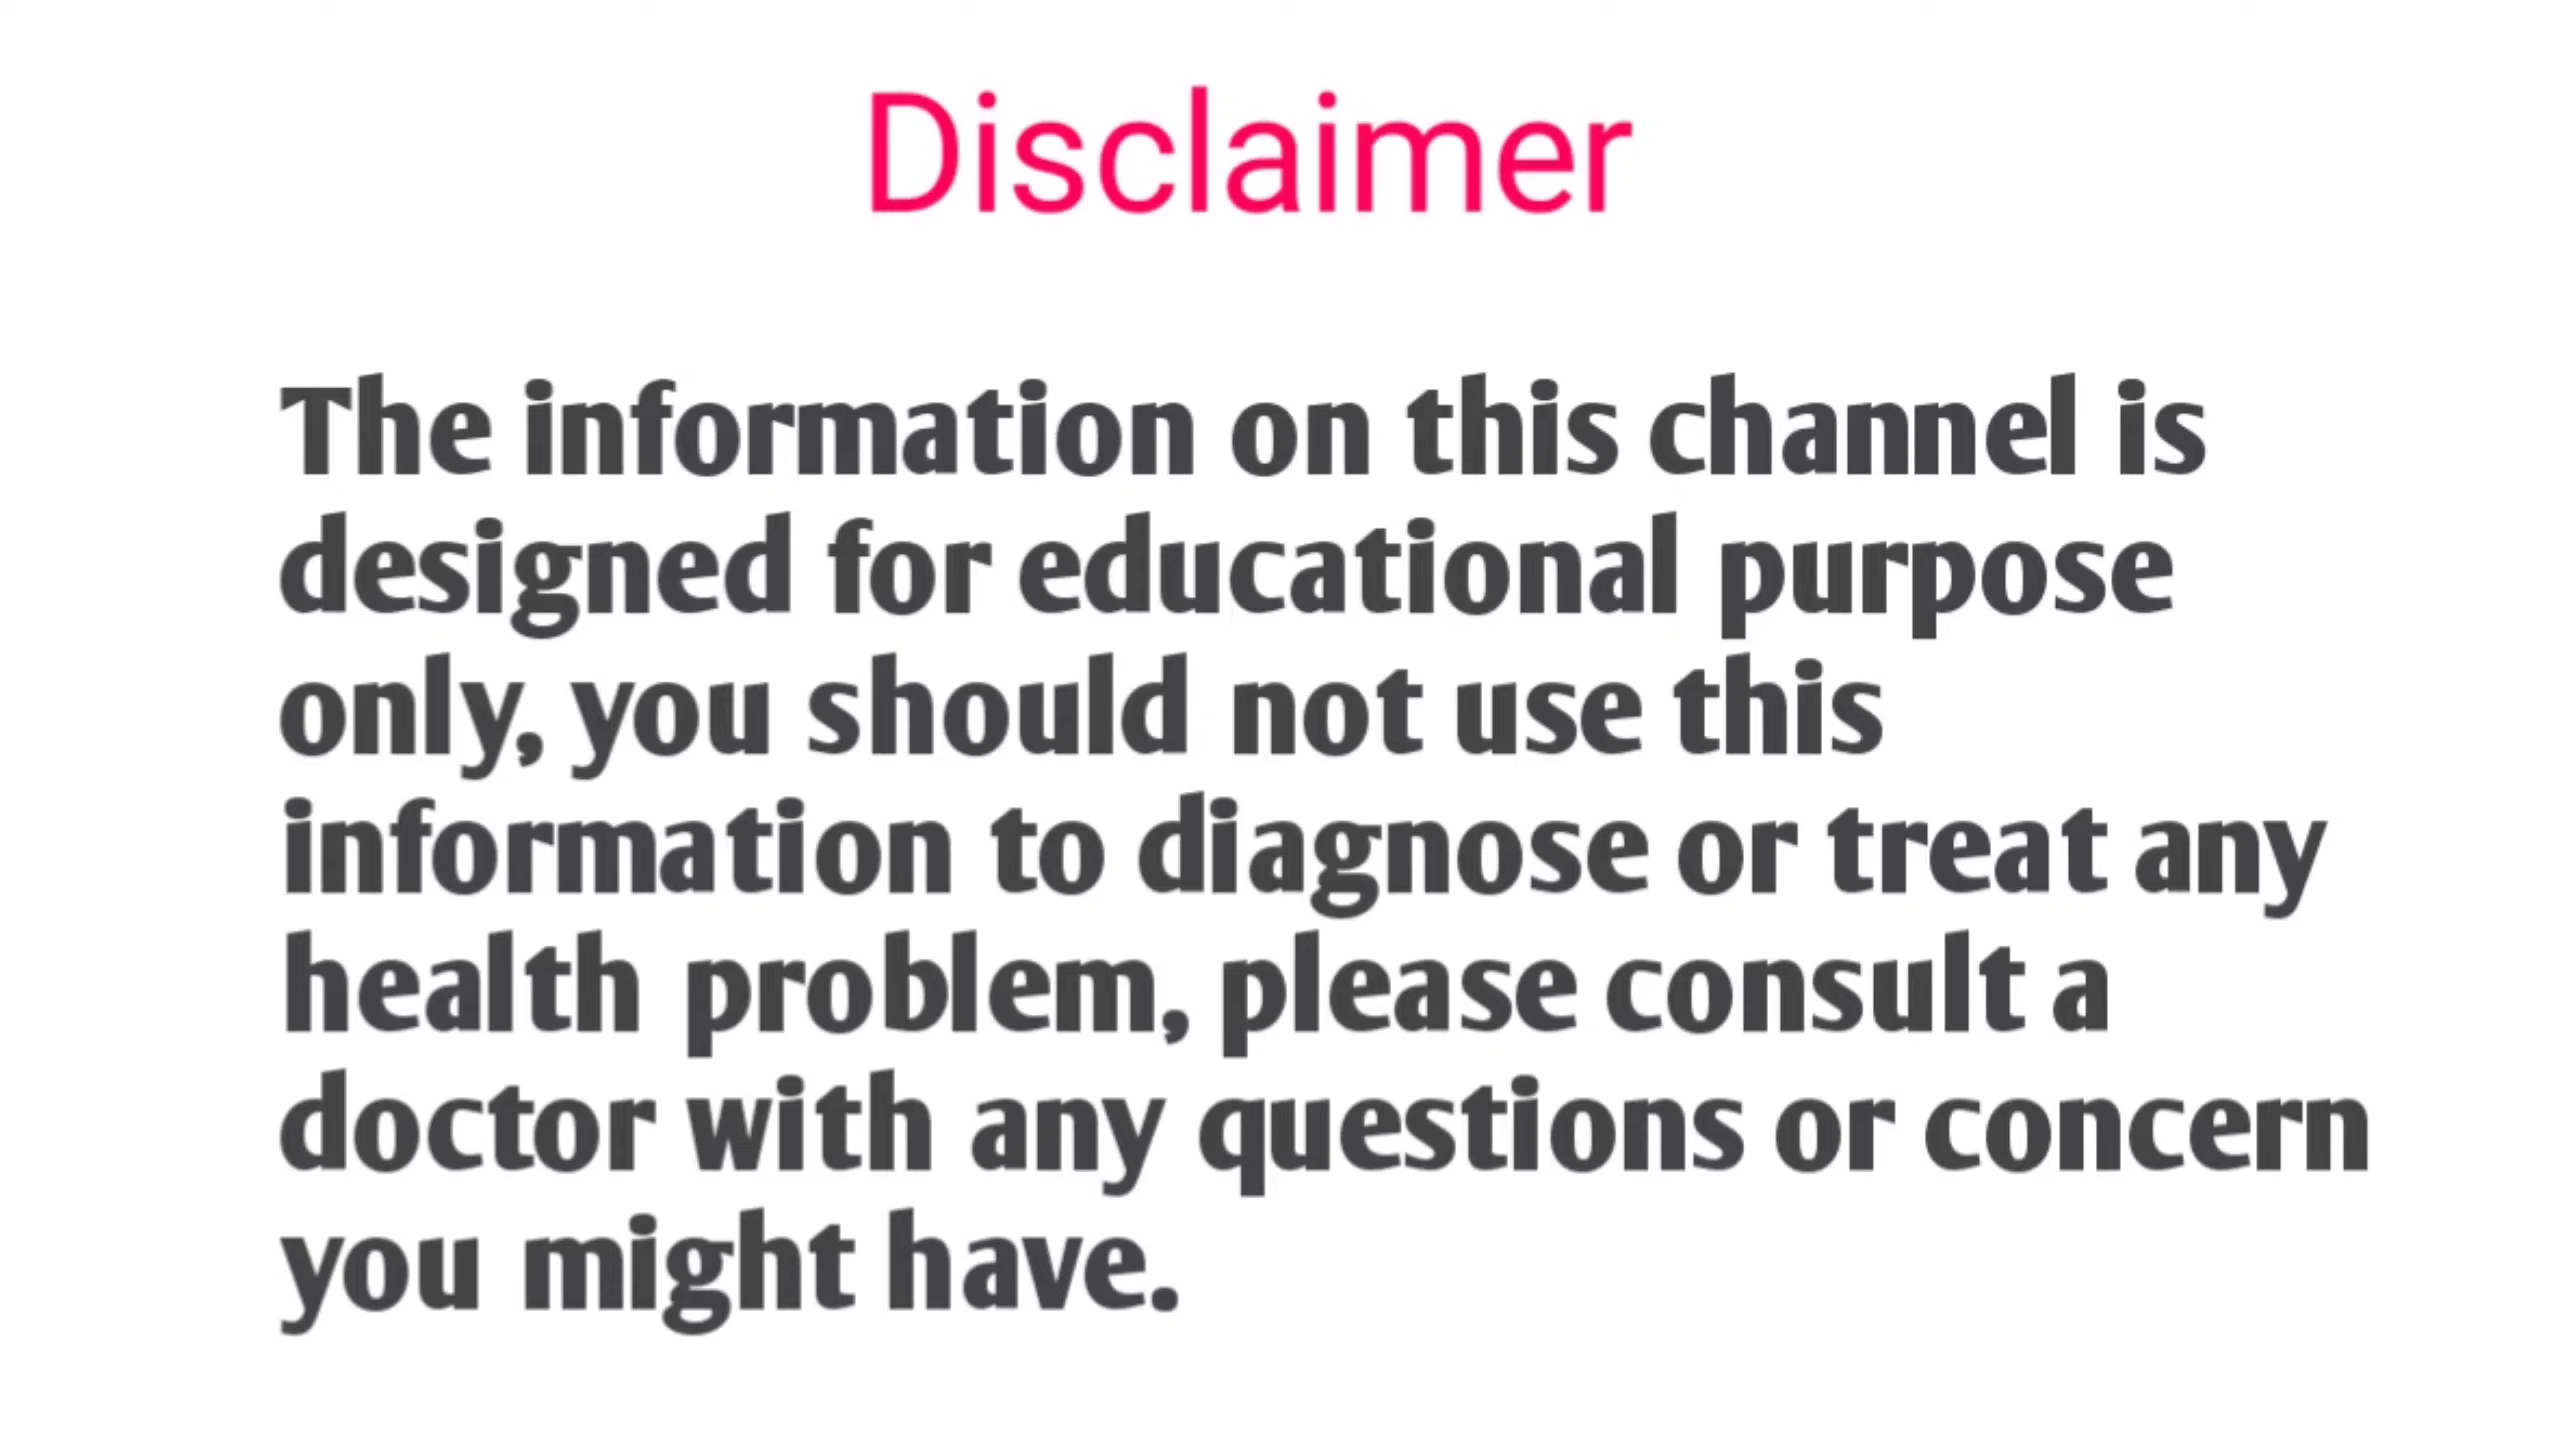 Disclaimer
The information on this channel is
designed for educational purpose
only, you should not use this
information to diagnose or treat any
health problem, please consult a
doctor with any questions or concern
you might have.